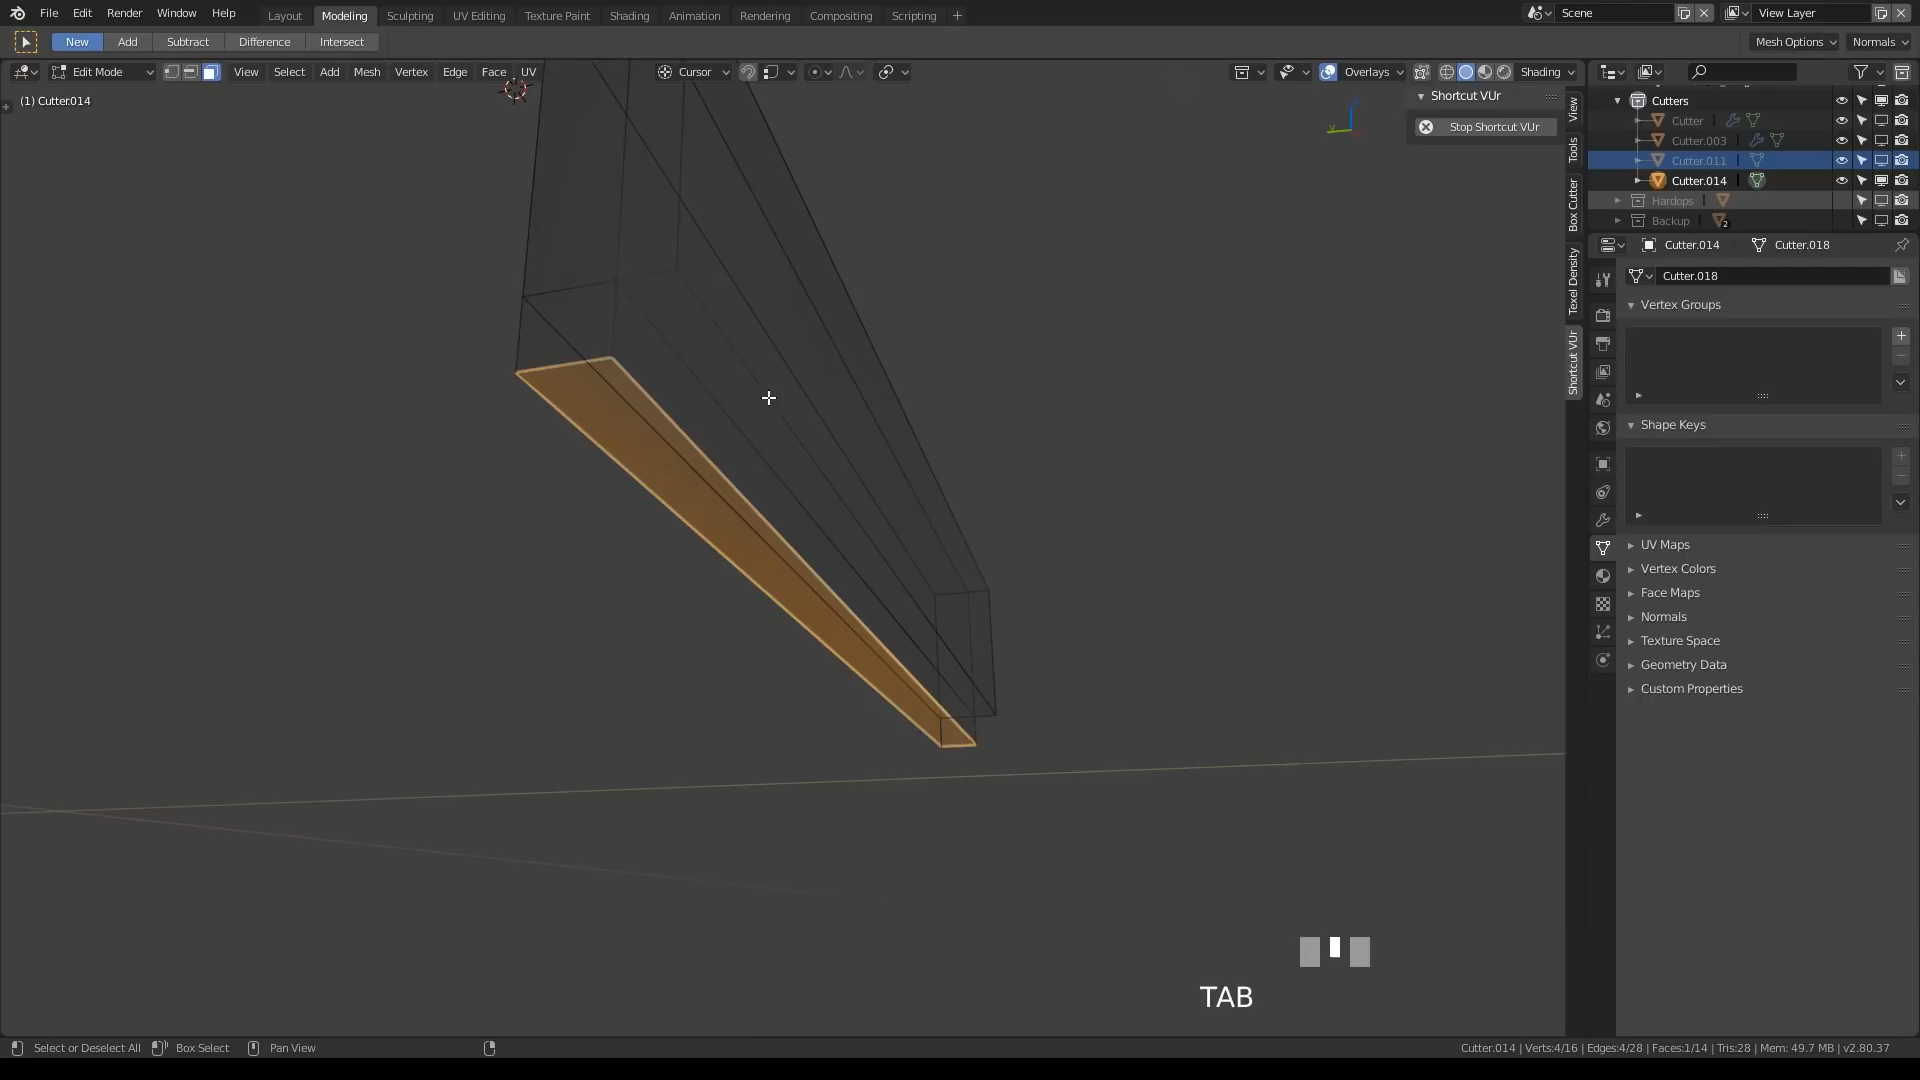 File Edit Render Window Help Layout Modeling Sculpting UV Editing Texture Paint Shading Animation Rendering Compositing Scripting + Scene View Layer
New Add Subtract Difference Intersect Mesh Options Normals
Edit Mode View Select Add Mesh Vertex Edge Face UV Cursor Overlays Shading
(1) Cutter.014
Shortcut VUr
Stop Shortcut VUr
View
Tools
Box Cutter
Texel Density
Shortcut VUr
Cutters
Cutter
Cutter.003
Cutter.011
Cutter.014
Hardops
Backup 2
Cutter.014 Cutter.018
Cutter.018
Vertex Groups
Shape Keys
UV Maps
Vertex Colors
Face Maps
Normals
Texture Space
Geometry Data
Custom Properties
TAB
Select or Deselect All Box Select Pan View
Cutter.014 | Verts:4/16 | Edges:4/28 | Faces:1/14 | Tris:28 | Mem: 49.7 MB | v2.80.37